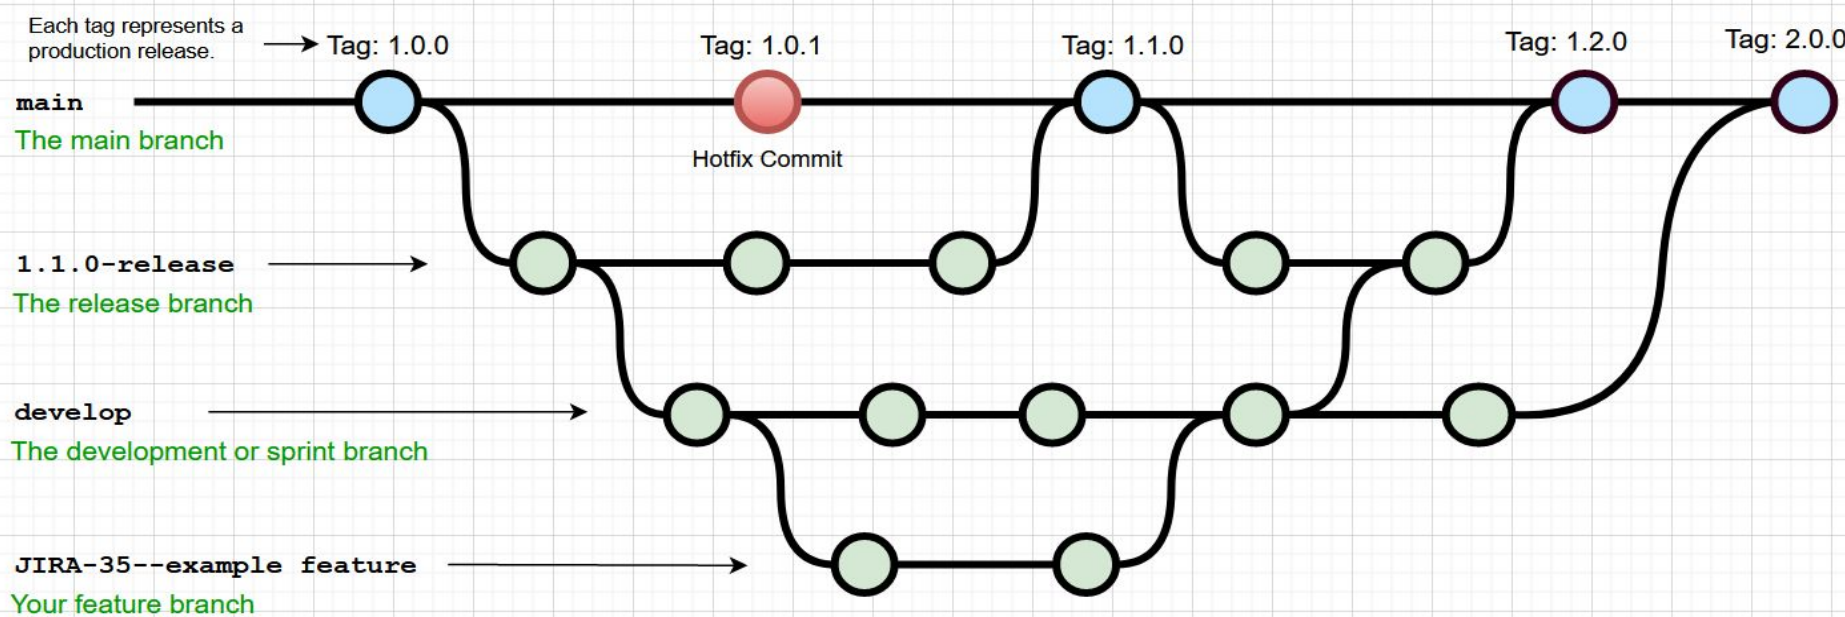 Each tag represents a
production release.
Tag: 1.0.0
Tag: 1.0.1
Tag: 1.1.0
Tag: 1.2.0
Tag: 2.0.0
main
The main branch
Hotfix Commit
1.1.0-release
The release branch
develop
The development or sprint branch
JIRA-35--example feature
Your feature branch